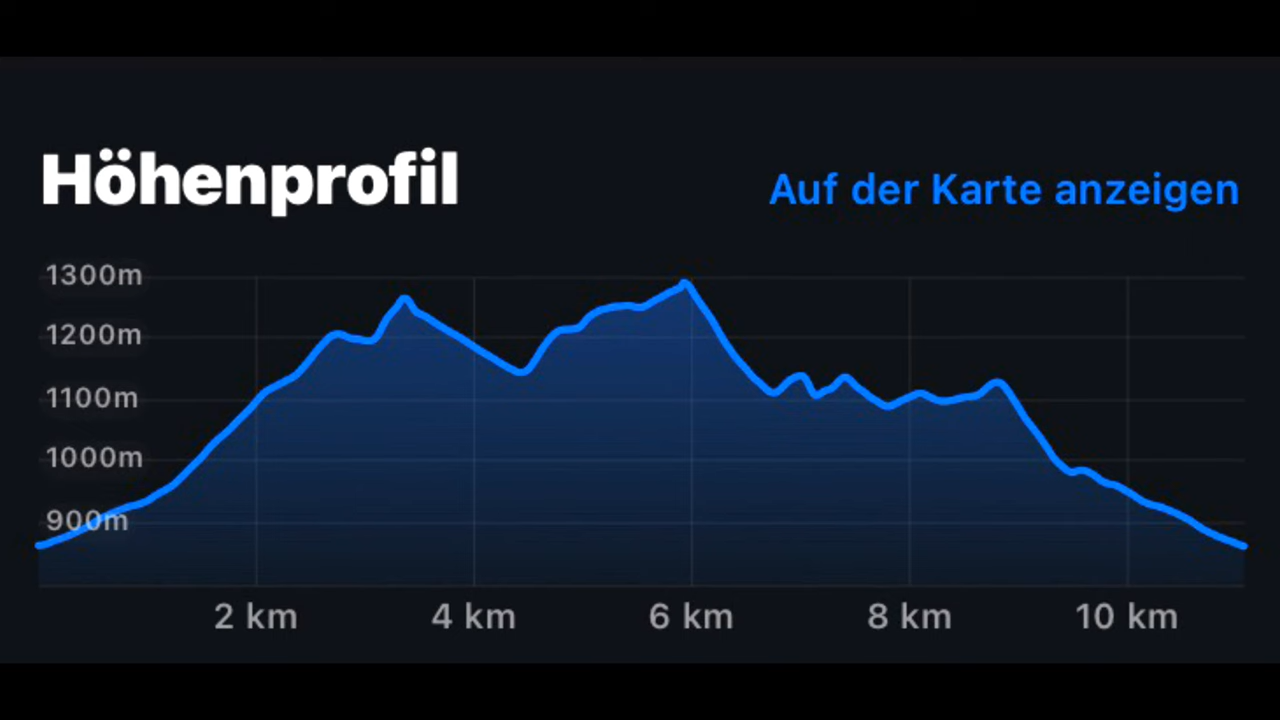 Höhenprofil
Auf der Karte anzeigen
1300m
1200m
1100m
1000m
900m
2 km 4 km 6 km 8 km 10 km